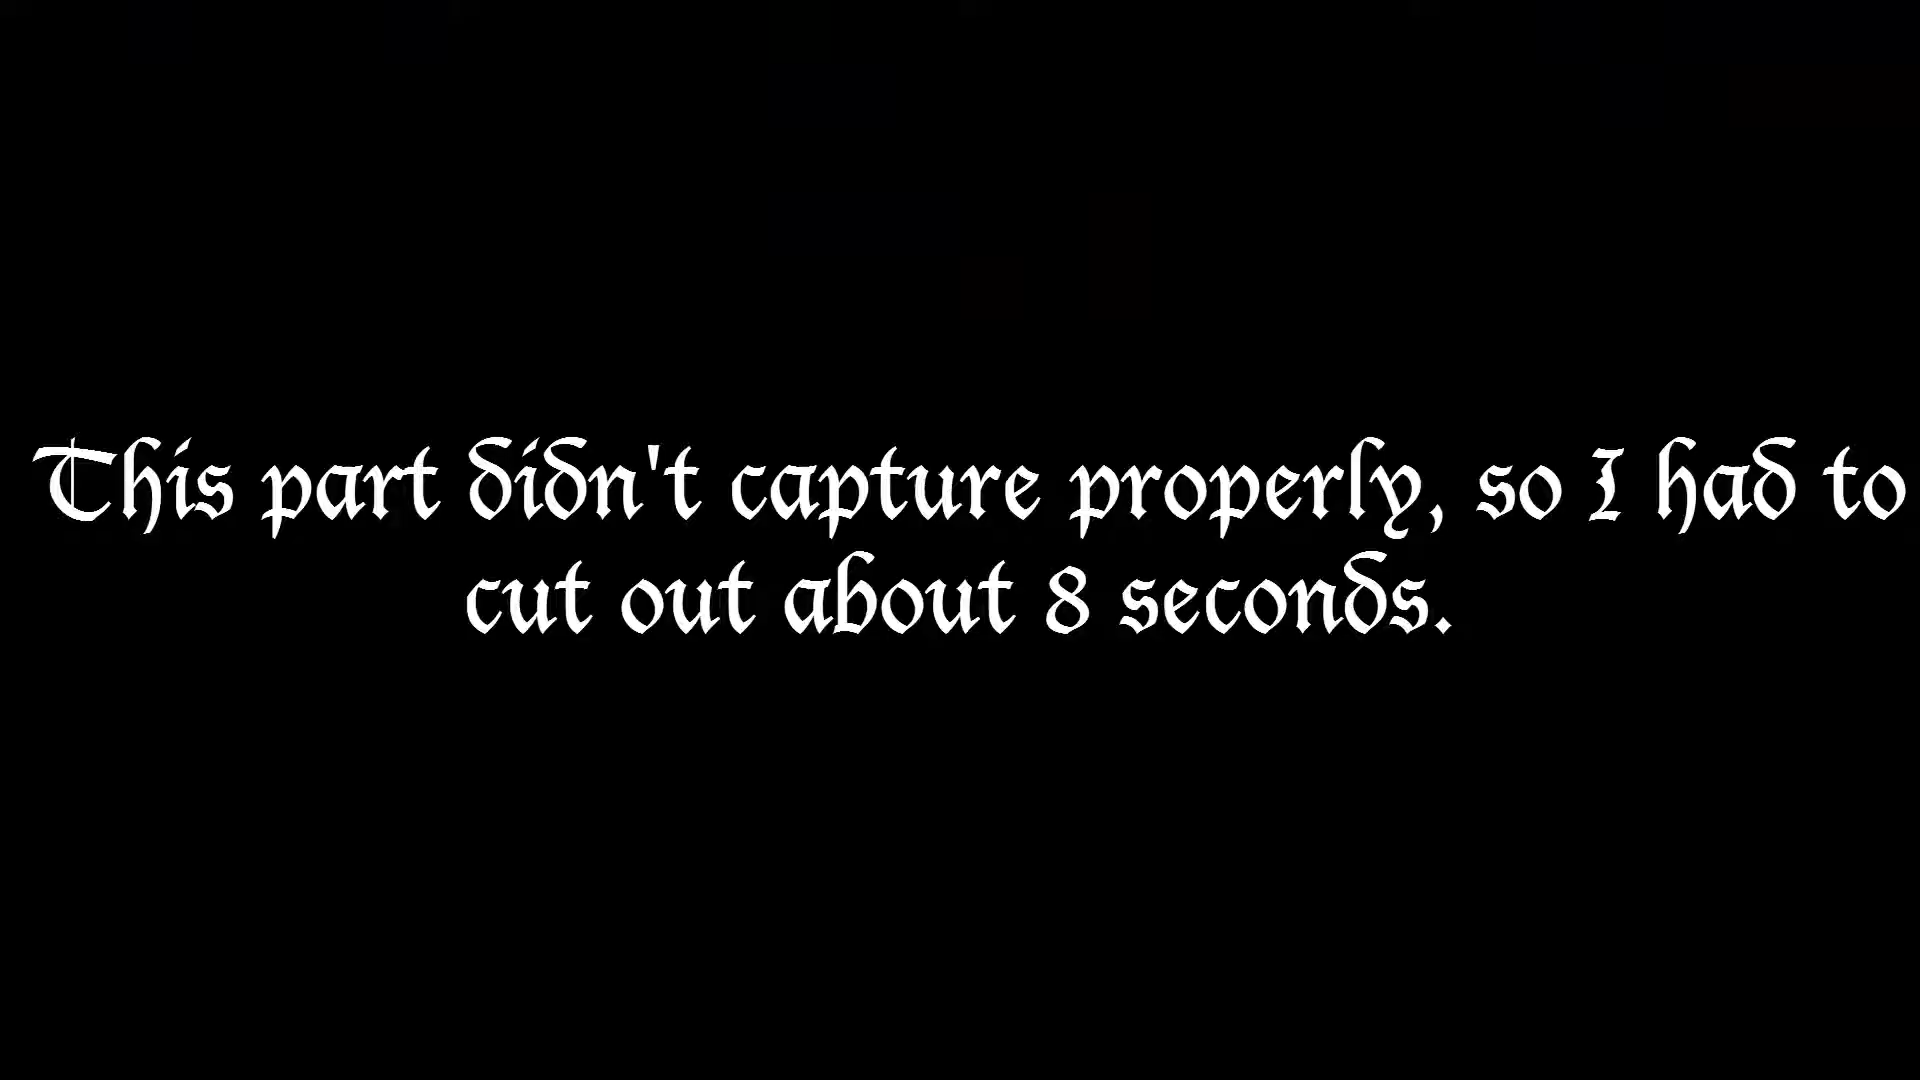 This part didn't capture properly, so I had to
cut out about 8 seconds.